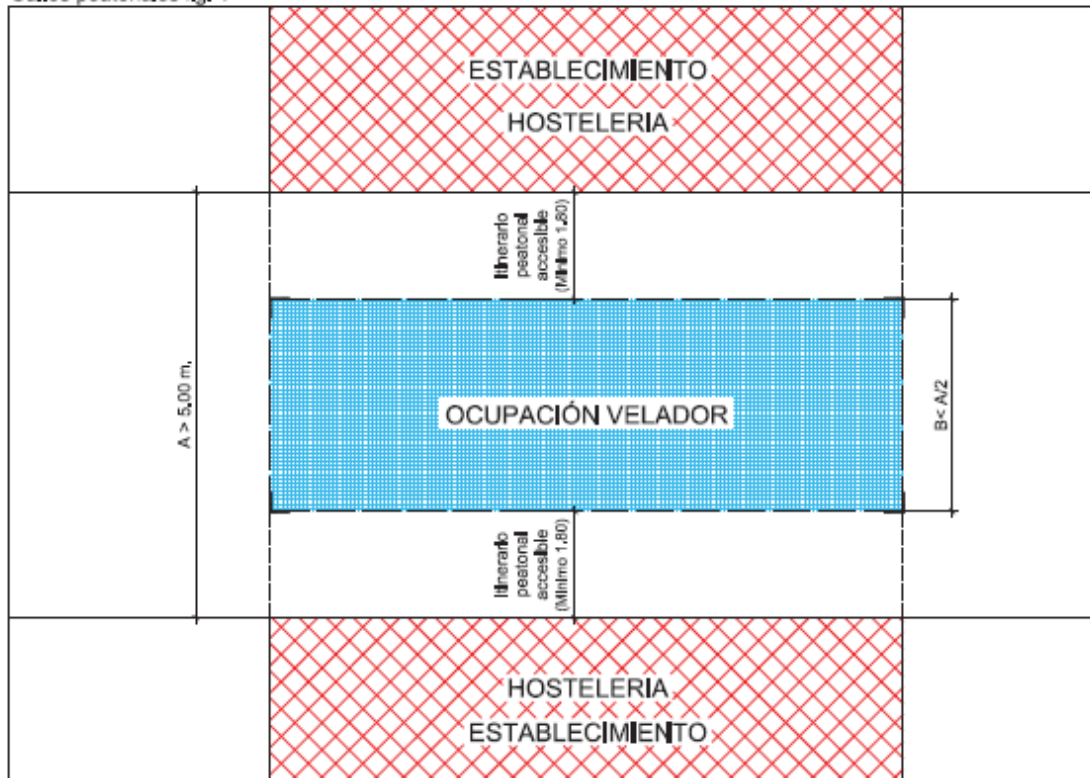 ESTABLECIMIENTO
HOSTELERIA
Itinerario
peatonal
accesible
(Mínimo 1.80)
A > 5.00 m.
OCUPACIÓN VELADOR
B< A/2
Itinerario
peatonal
accesible
(Mínimo 1.80)
HOSTELERIA
ESTABLECIMIENTO